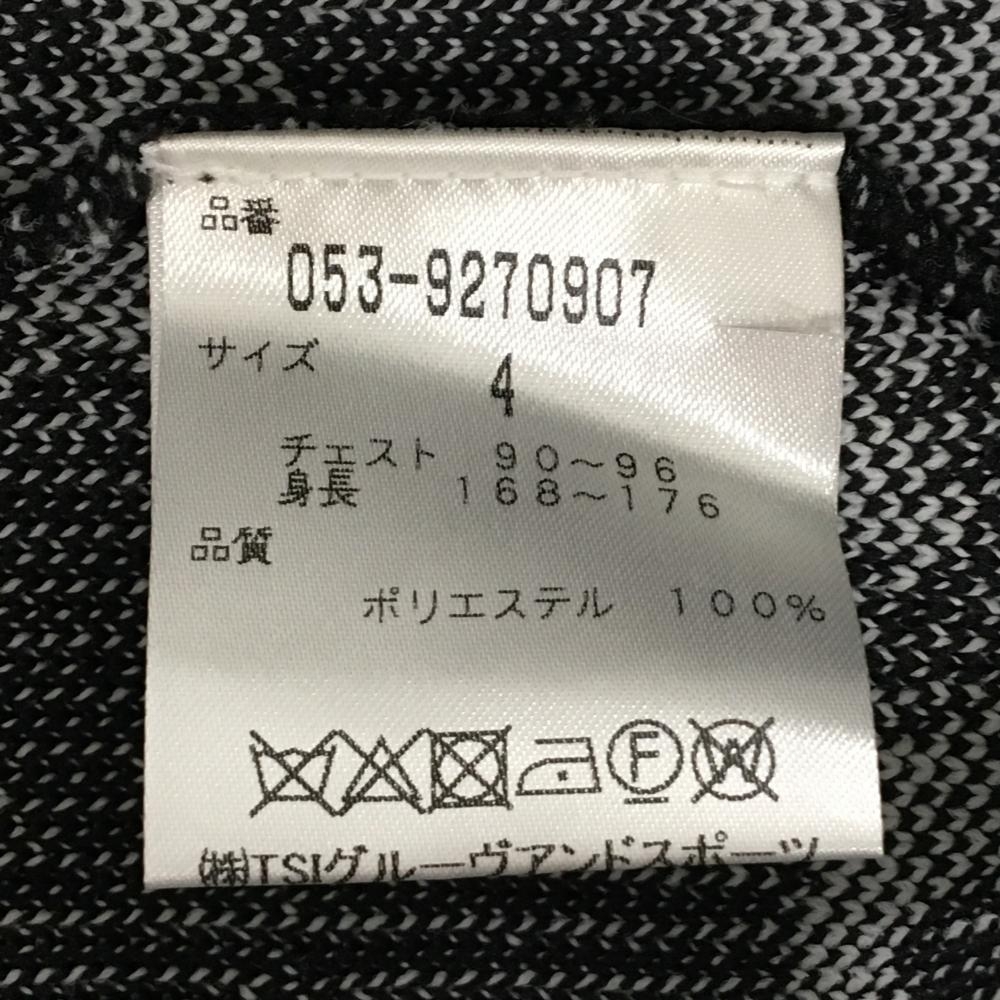 品番
053-9270907
サイズ 4
チェスト 90～96
身長 168～176
品質
ポリエステル 100%
F W
(株)TSIグルーヴアンドスポーツ